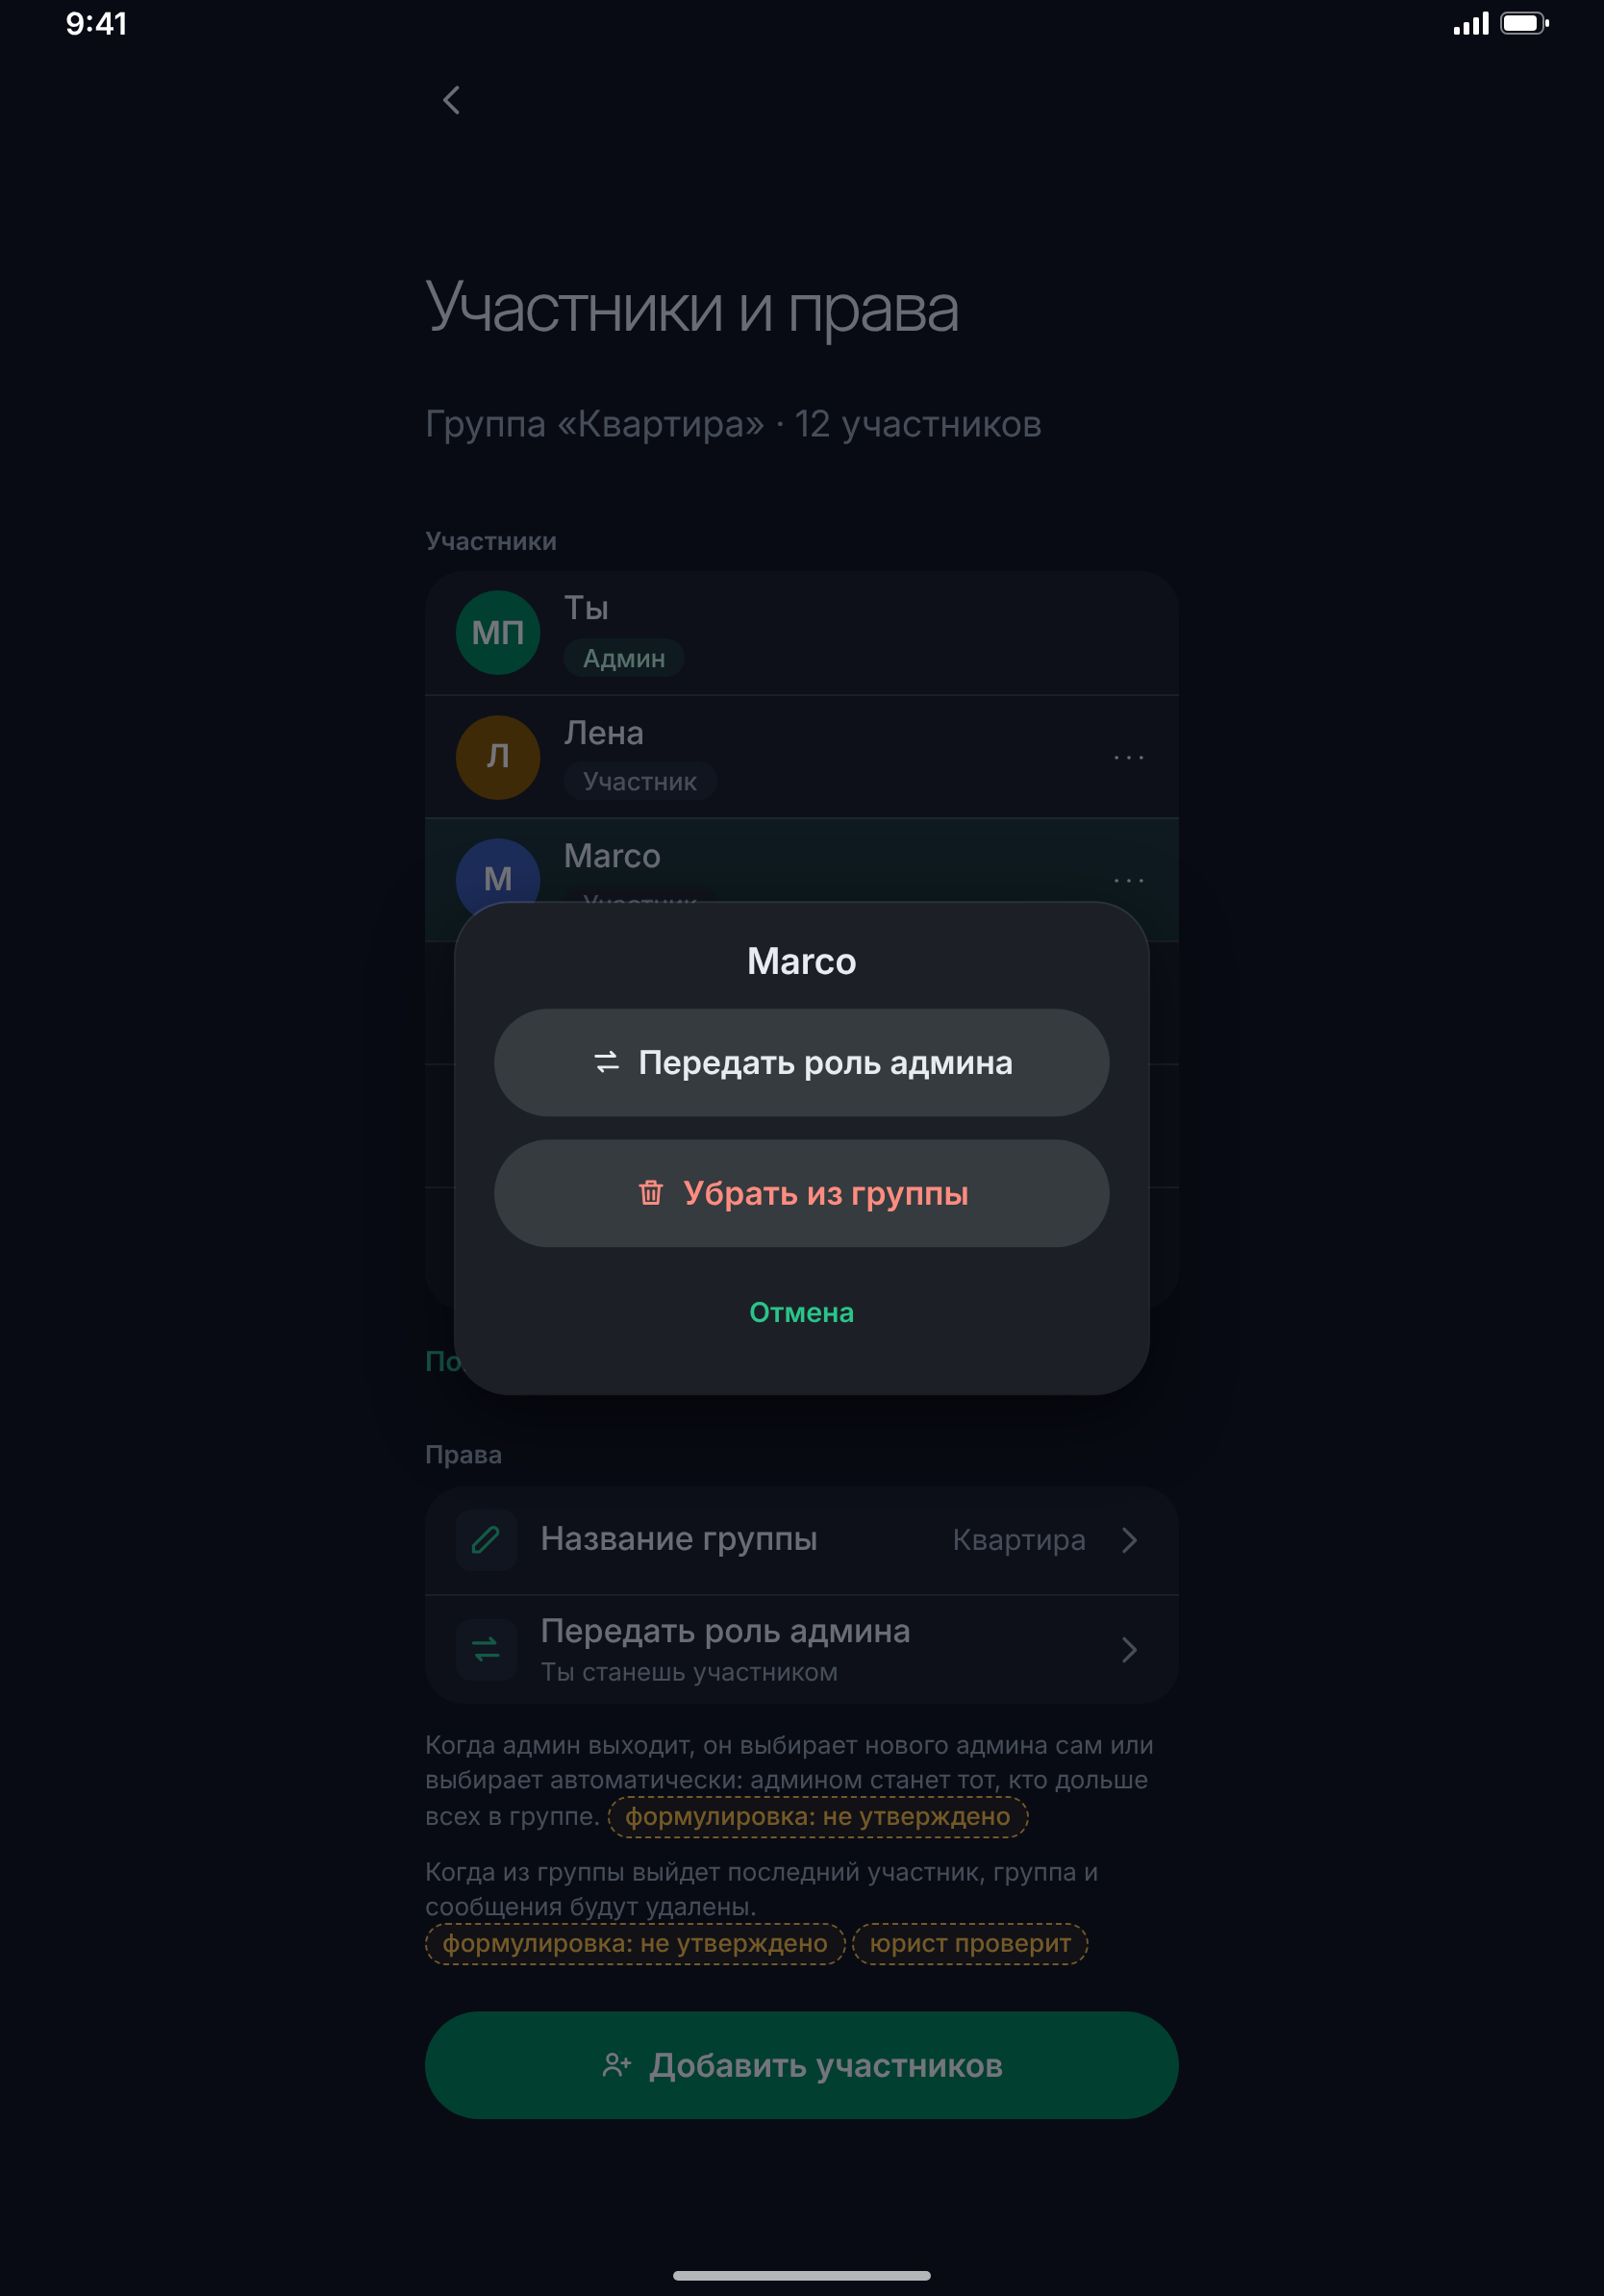 9:41
Участники и права
Группа «Квартира» · 12 участников
Участники
МП
Ты
Админ
Л
Лена
Участник
M
Marco
Участник
Marco
Передать роль админа
Убрать из группы
Отмена
Права
Название группы
Квартира
Передать роль админа
Ты станешь участником
Когда админ выходит, он выбирает нового админа сам или
выбирает автоматически: админом станет тот, кто дольше
всех в группе. формулировка: не утверждено
Когда из группы выйдет последний участник, группа и
сообщения будут удалены.
формулировка: не утверждено юрист проверит
Добавить участников